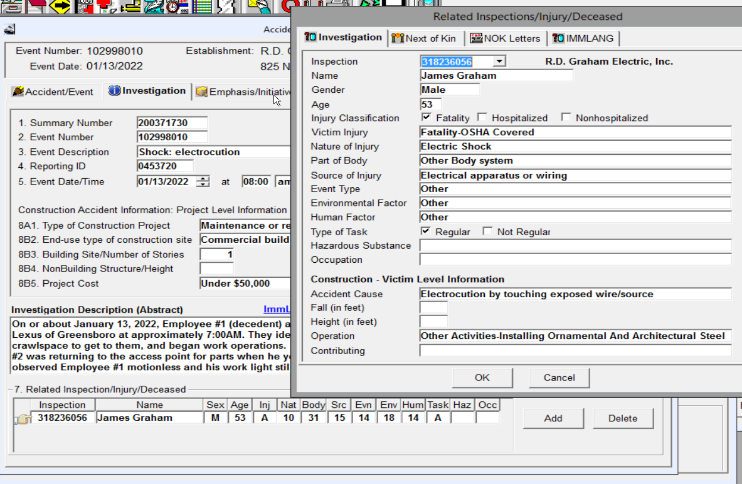 Accide
Event Number: 102998010 Establishment: R.D.
Event Date: 01/13/2022 825 N
Accident/Event Investigation Emphasis/Initiative
1. Summary Number 200371730
2. Event Number 102998010
3. Event Description Shock: electrocution
4. Reporting ID 0453720
5. Event Date/Time 01/13/2022 at 08:00 am
Construction Accident Information: Project Level Information
8A1. Type of Construction Project Maintenance or re
8B2. End-use type of construction site Commercial build
8B3. Building Site/Number of Stories 1
8B4. NonBuilding Structure/Height
8B5. Project Cost Under $50,000
Investigation Description (Abstract) ImmL
On or about January 13, 2022, Employee #1 (decedent) a
Lexus of Greensboro at approximately 7:00AM. They ide
crawlspace to get to them, and began work operations.
#2 was returning to the access point for parts when he y
observed Employee #1 motionless and his work light still
7. Related Inspection/Injury/Deceased
Inspection Name Sex Age Inj Nat Body Src Evn Env Hum Task Haz Occ
318236056 James Graham M 53 A 10 31 15 14 18 14 A
Add Delete
Related Inspections/Injury/Deceased
Investigation Next of Kin NOK Letters IMMLANG
Inspection 318236056 R.D. Graham Electric, Inc.
Name James Graham
Gender Male
Age 53
Injury Classification Fatality Hospitalized Nonhospitalized
Victim Injury Fatality-OSHA Covered
Nature of Injury Electric Shock
Part of Body Other Body system
Source of Injury Electrical apparatus or wiring
Event Type Other
Environmental Factor Other
Human Factor Other
Type of Task Regular Not Regular
Hazardous Substance
Occupation
Construction - Victim Level Information
Accident Cause Electrocution by touching exposed wire/source
Fall (in feet)
Height (in feet)
Operation Other Activities-Installing Ornamental And Architectural Steel
Contributing
OK Cancel